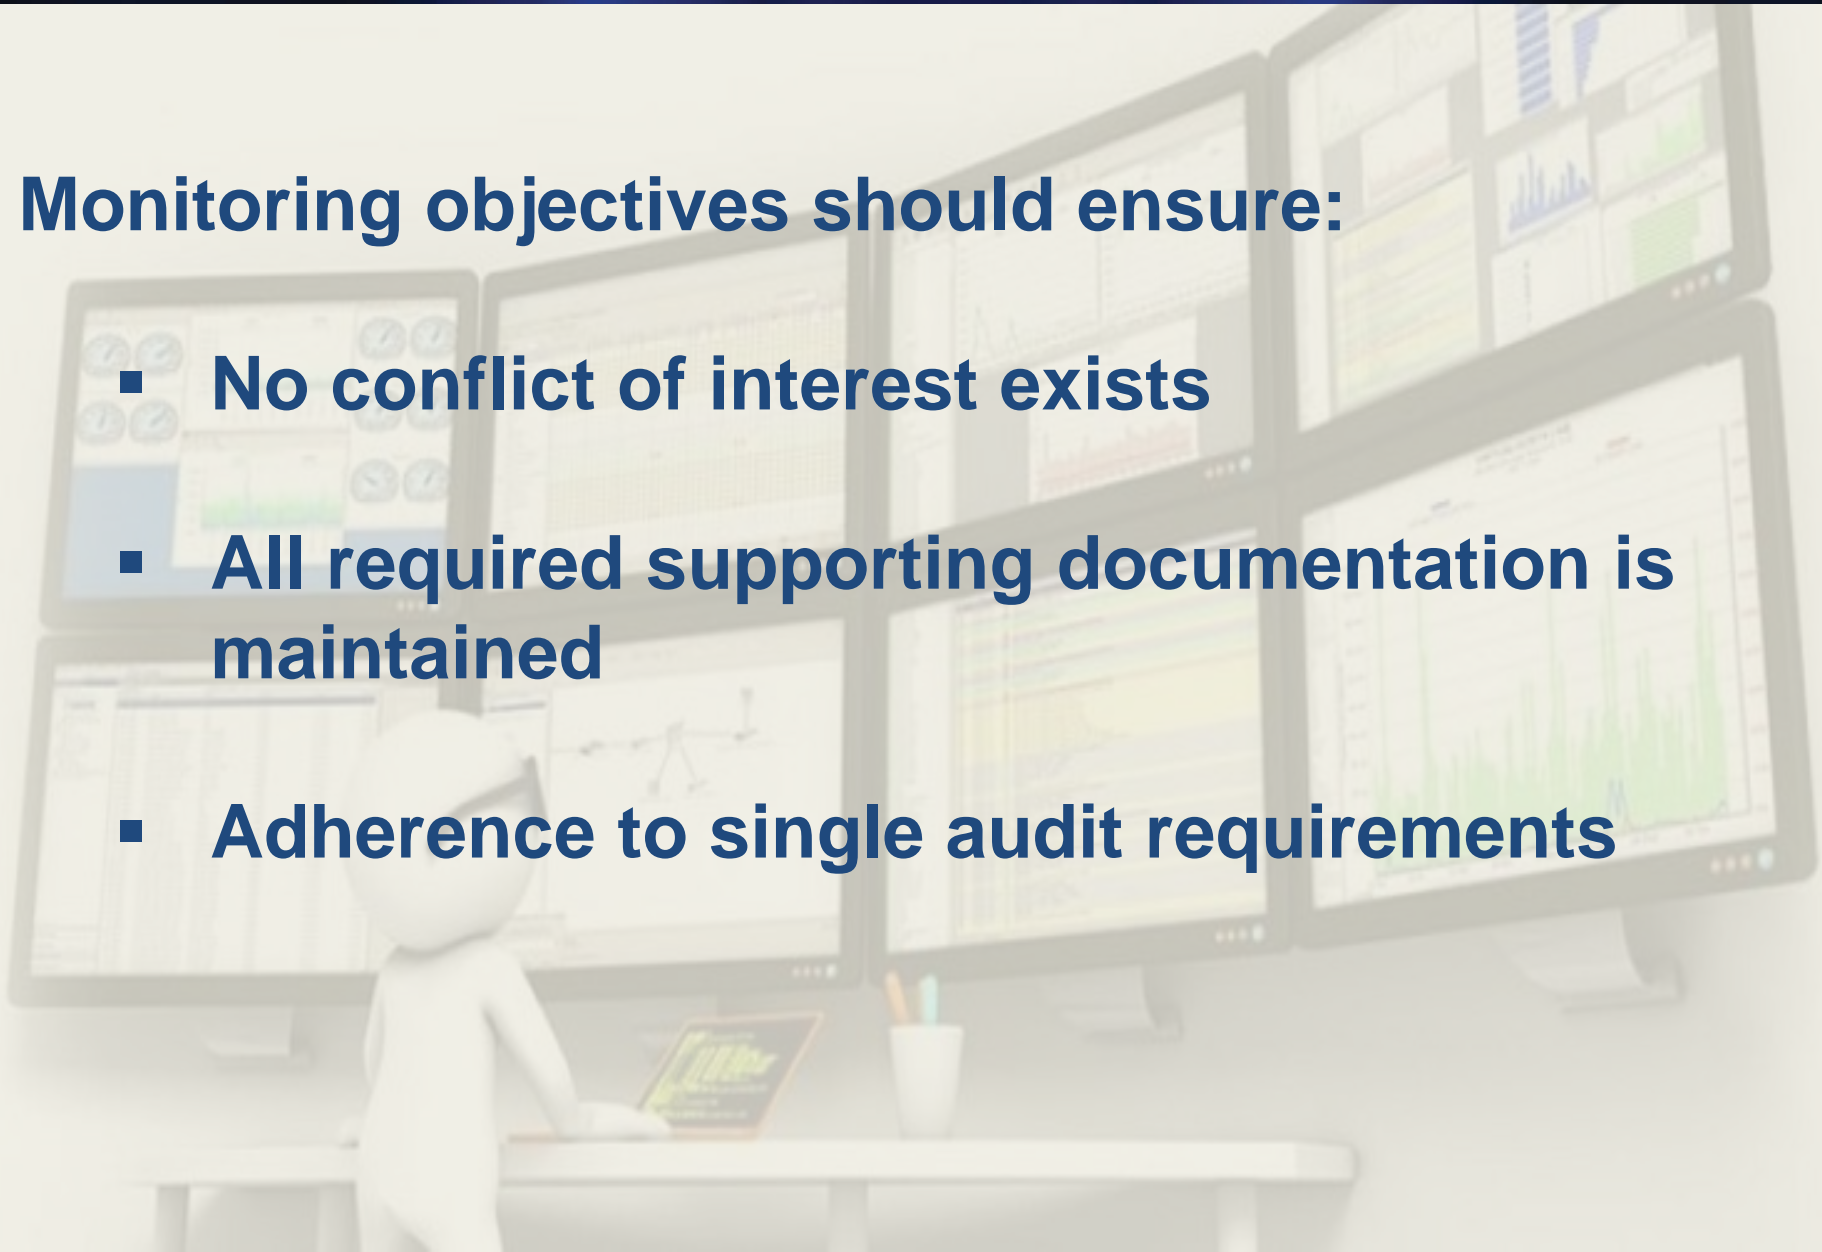 Monitoring objectives should ensure:
▪ No conflict of interest exists
▪ All required supporting documentation is
maintained
▪ Adherence to single audit requirements